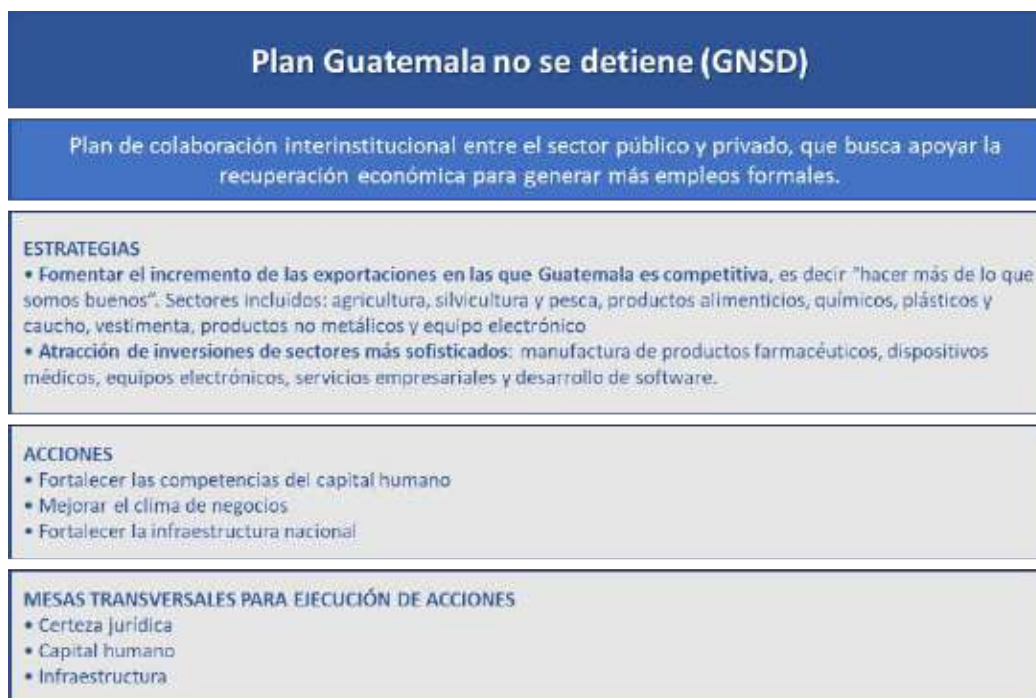 Plan Guatemala no se detiene (GNSD)
Plan de colaboración interinstitucional entre el sector público y privado, que busca apoyar la
recuperación económica para generar más empleos formales.
ESTRATEGIAS
• Fomentar el incremento de las exportaciones en las que Guatemala es competitiva, es decir "hacer más de lo que
somos buenos". Sectores incluidos: agricultura, silvicultura y pesca, productos alimenticios, químicos, plásticos y
caucho, vestimenta, productos no metálicos y equipo electrónico
• Atracción de inversiones de sectores más sofisticados: manufactura de productos farmacéuticos, dispositivos
médicos, equipos electrónicos, servicios empresariales y desarrollo de software.
ACCIONES
• Fortalecer las competencias del capital humano
• Mejorar el clima de negocios
• Fortalecer la infraestructura nacional
MESAS TRANSVERSALES PARA EJECUCIÓN DE ACCIONES
• Certeza jurídica
• Capital humano
• Infraestructura